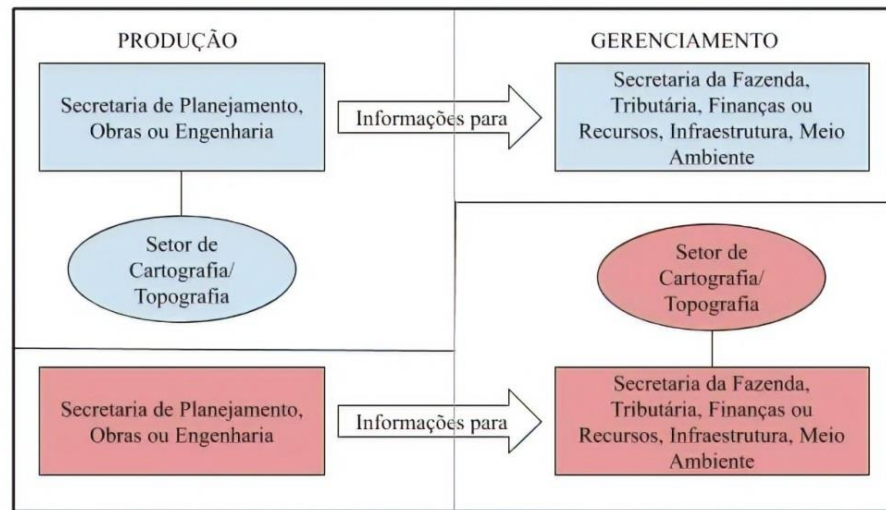 PRODUÇÃO
GERENCIAMENTO
Secretaria de Planejamento,
Obras ou Engenharia
Informações para
Secretaria da Fazenda,
Tributária, Finanças ou
Recursos, Infraestrutura, Meio
Ambiente
Setor de
Cartografia/
Topografia
Setor de
Cartografia/
Topografia
Secretaria de Planejamento,
Obras ou Engenharia
Informações para
Secretaria da Fazenda,
Tributária, Finanças ou
Recursos, Infraestrutura, Meio
Ambiente